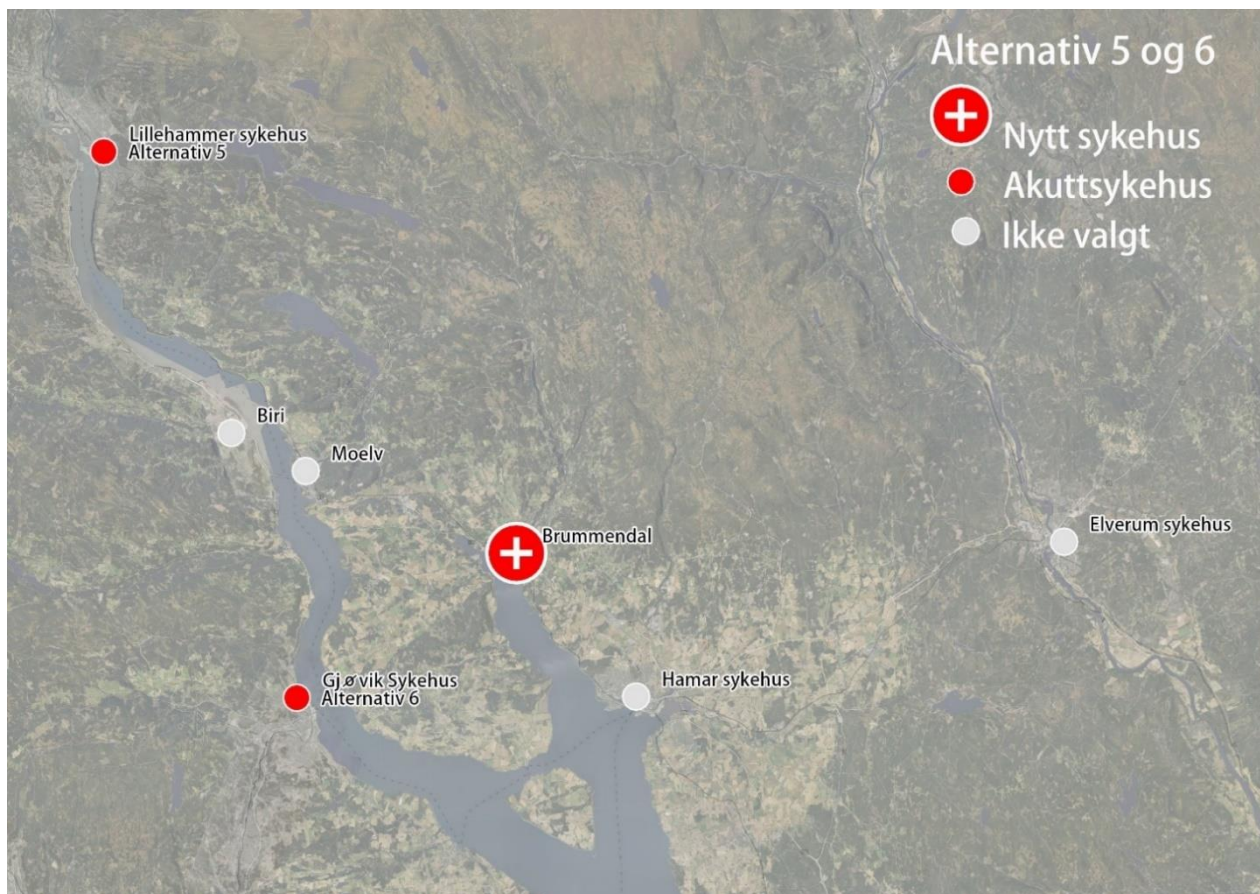 Alternativ 5 og 6
Nytt sykehus
Akuttsykehus
Ikke valgt
Lillehammer sykehus
Alternativ 5
Biri
Moelv
Brummendal
Elverum sykehus
Gjøvik Sykehus
Alternativ 6
Hamar sykehus